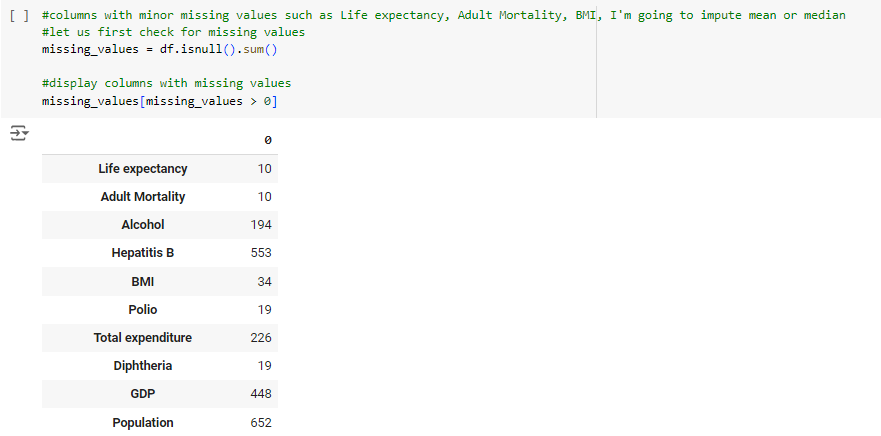 [ ] #columns with minor missing values such as Life expectancy, Adult Mortality, BMI, I'm going to impute mean or median
#let us first check for missing values
missing_values = df.isnull().sum()
#display columns with missing values
missing_values[missing_values > 0]
0
Life expectancy 10
Adult Mortality 10
Alcohol 194
Hepatitis B 553
BMI 34
Polio 19
Total expenditure 226
Diphtheria 19
GDP 448
Population 652